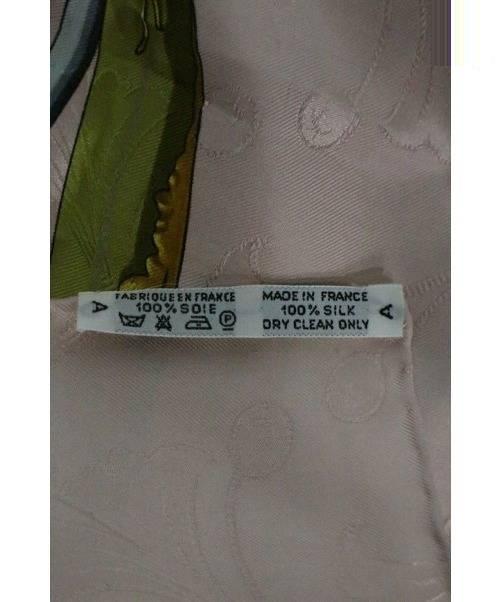 A
FABRIQUE EN FRANCE
100% SOIE
P
MADE IN FRANCE
100% SILK
DRY CLEAN ONLY
A